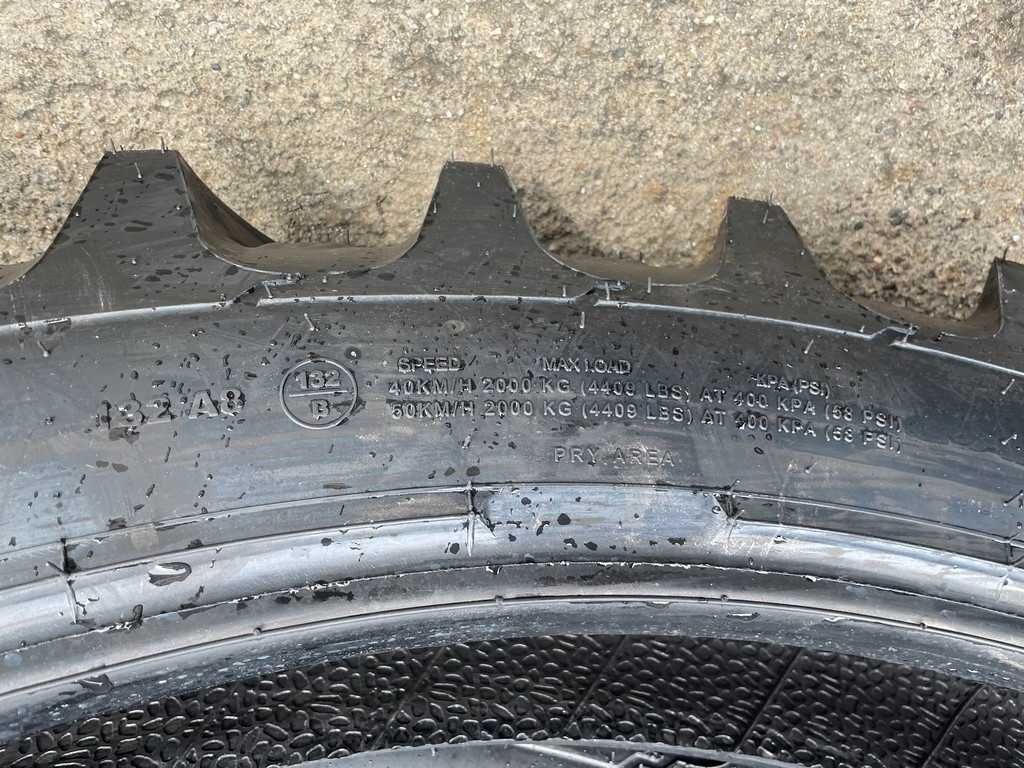 132 A8
132
B
SPEED MAX LOAD KPA (PSI)
40KM/H 2000 KG (4409 LBS) AT 400 KPA (58 PSI)
50KM/H 2000 KG (4409 LBS) AT 400 KPA (58 PSI)
PRY AREA